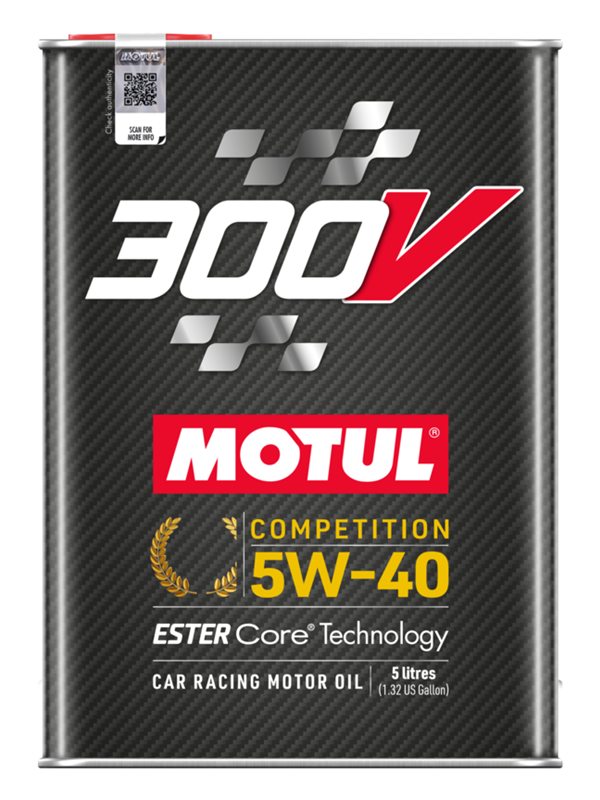 MOTUL
Check authenticity
SCAN FOR
MORE INFO
300V
MOTUL®
COMPETITION
5W-40
ESTER Core® Technology
CAR RACING MOTOR OIL
5 litres
(1.32 US Gallon)